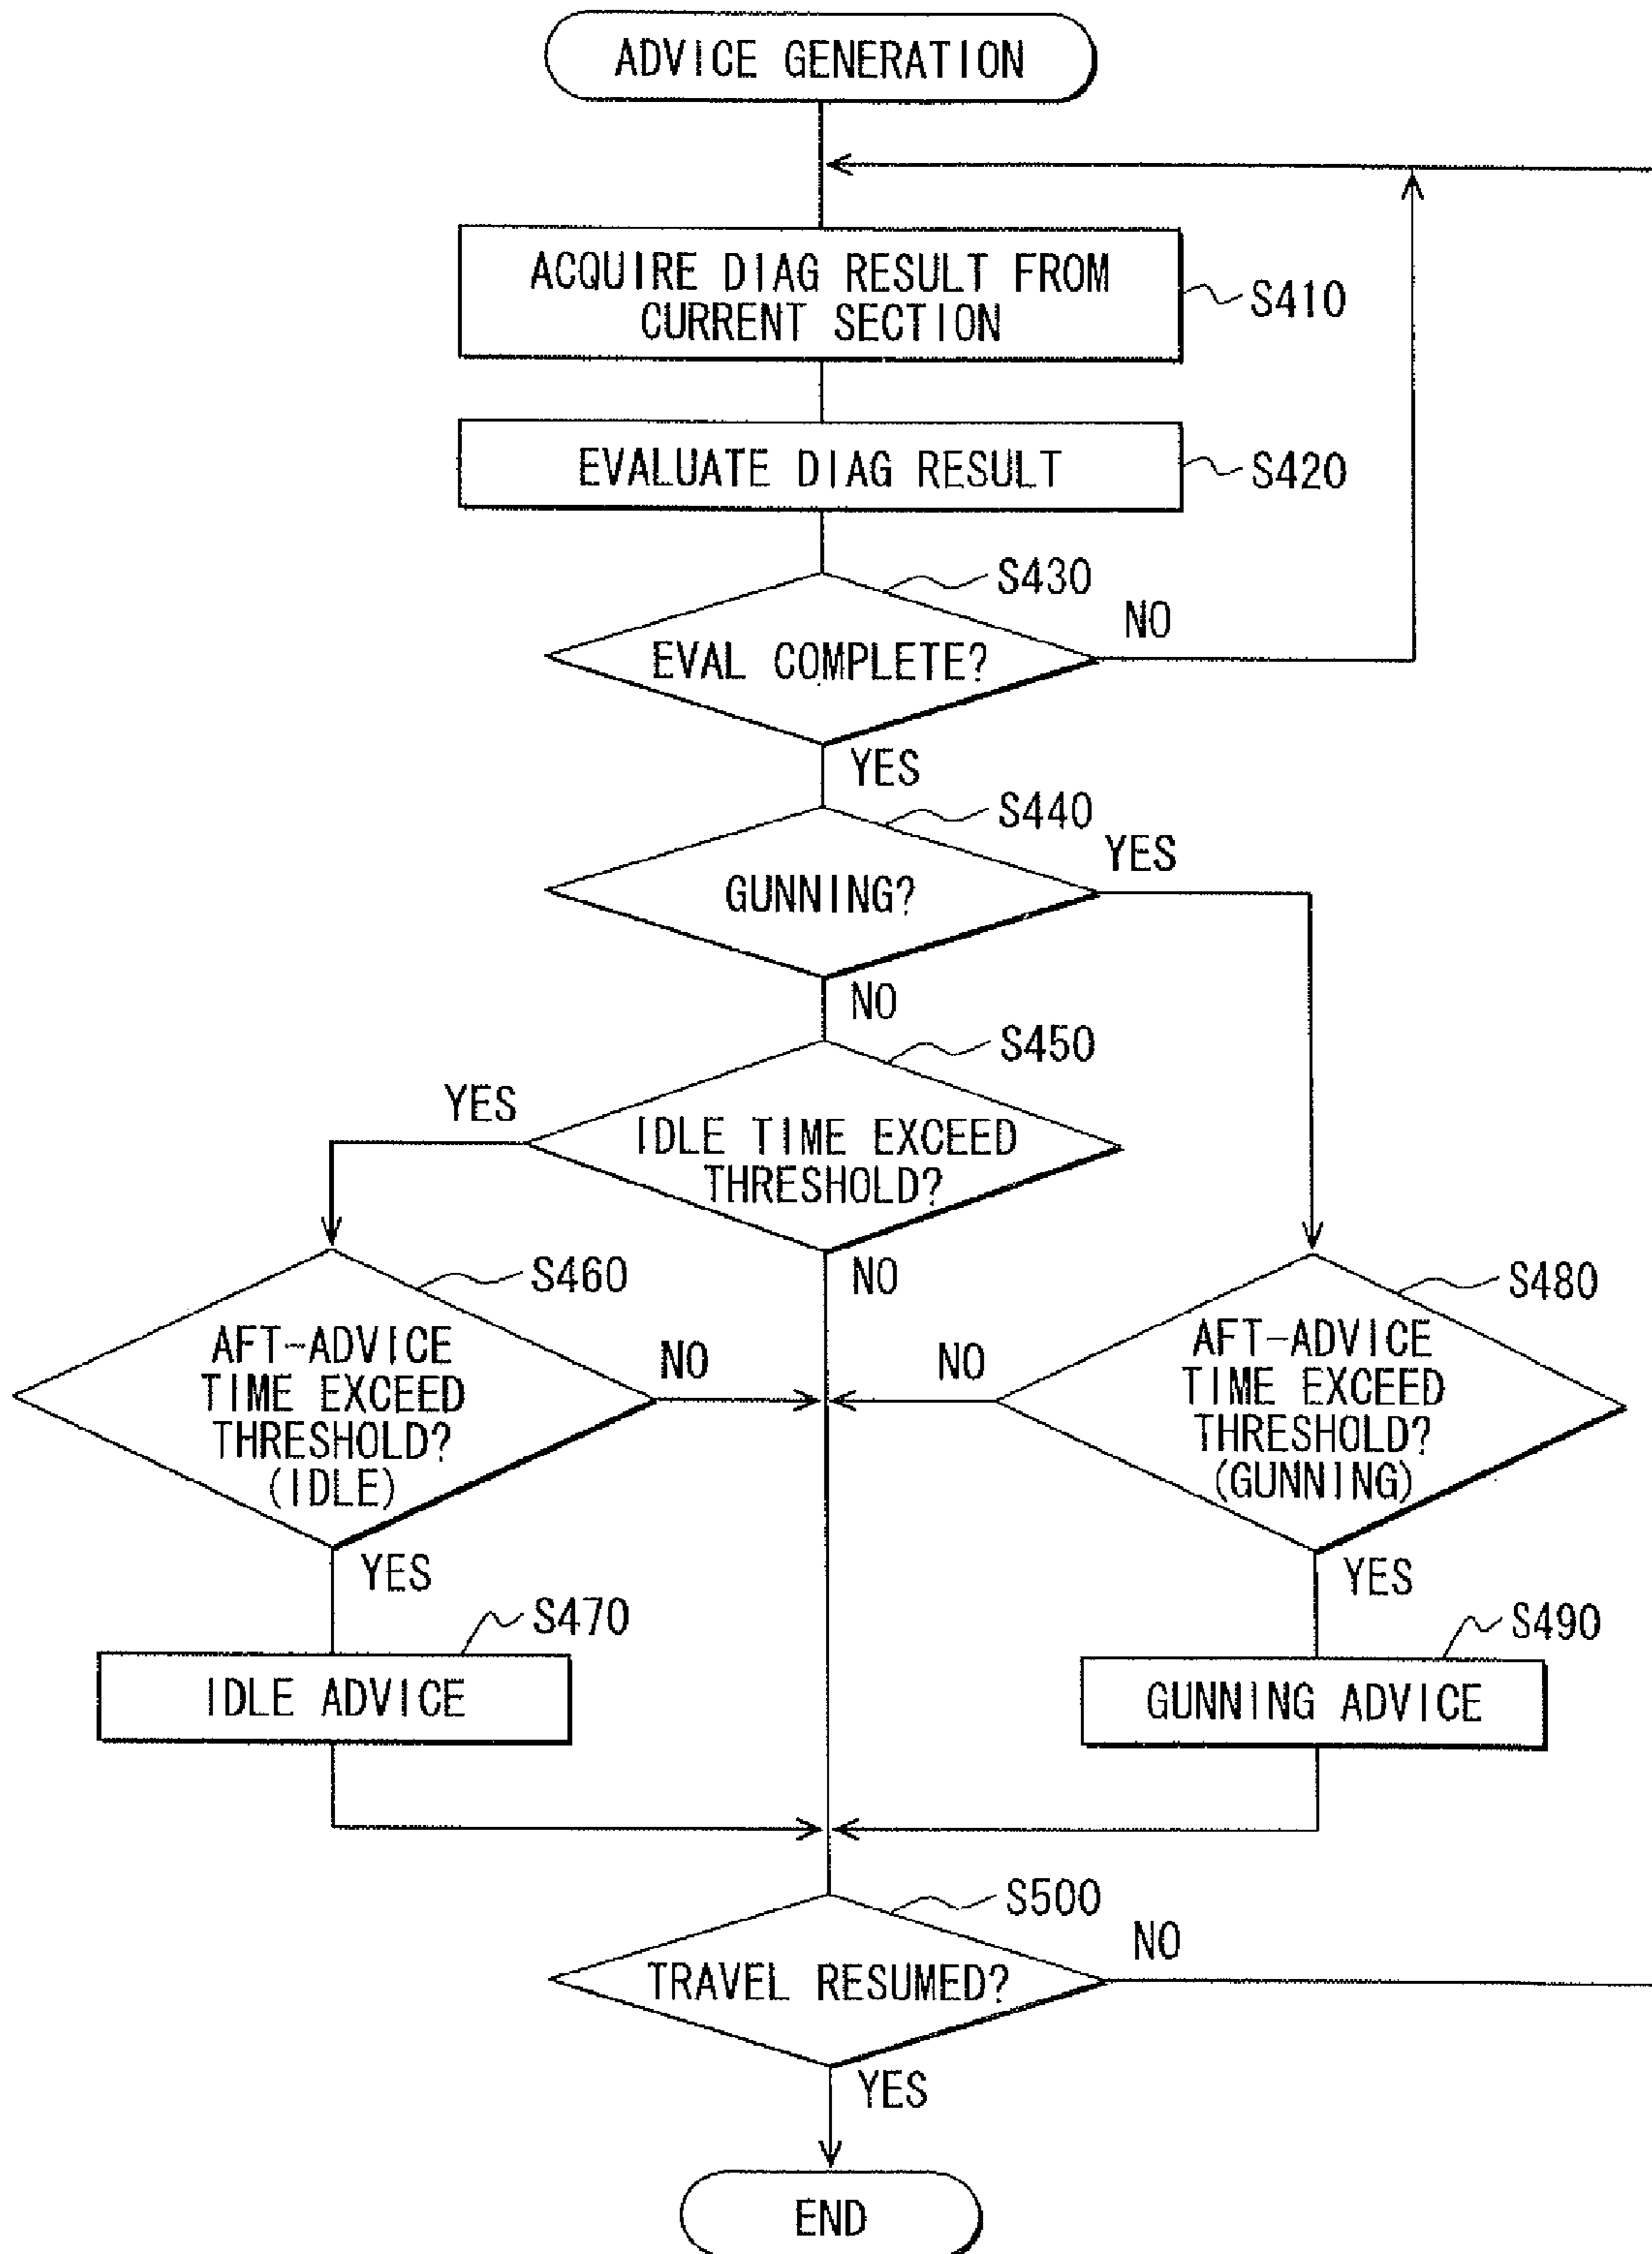 ADVICE GENERATION
ACQUIRE DIAG RESULT FROM
CURRENT SECTION
S410
EVALUATE DIAG RESULT
S420
S430
EVAL COMPLETE?
NO
YES
S440
GUNNING?
YES
NO
S450
YES
IDLE TIME EXCEED
THRESHOLD?
NO
S460
AFT-ADVICE
TIME EXCEED
THRESHOLD?
(IDLE)
NO
YES
S480
NO
AFT-ADVICE
TIME EXCEED
THRESHOLD?
(GUNNING)
YES
S470
IDLE ADVICE
S490
GUNNING ADVICE
S500
TRAVEL RESUMED?
NO
YES
END